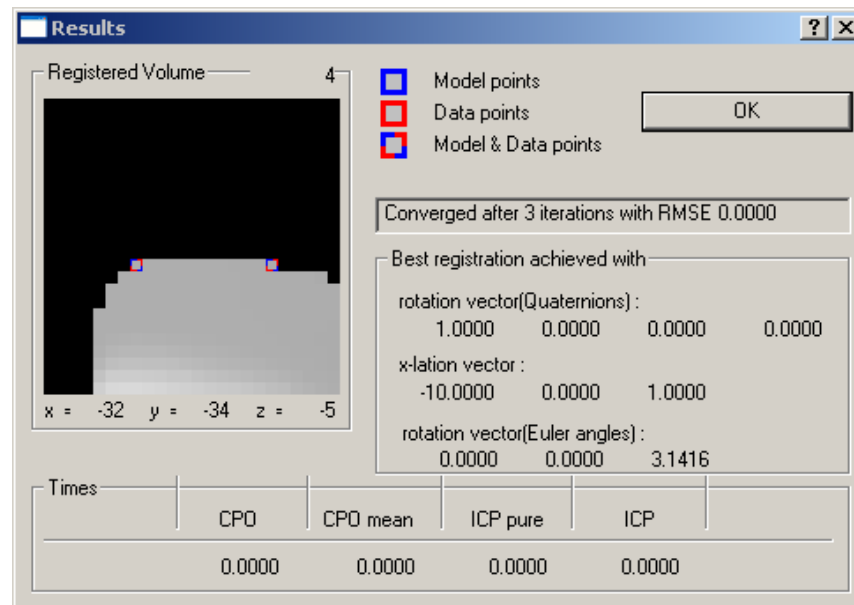 Results
Registered Volume 4
x = -32 y = -34 z = -5
Model points
Data points
Model & Data points
OK
Converged after 3 iterations with RMSE 0.0000
Best registration achieved with
rotation vector(Quaternions) :
1.0000 0.0000 0.0000 0.0000
x-lation vector :
-10.0000 0.0000 1.0000
rotation vector(Euler angles) :
0.0000 0.0000 3.1416
Times
CPO CPO mean ICP pure ICP
0.0000 0.0000 0.0000 0.0000